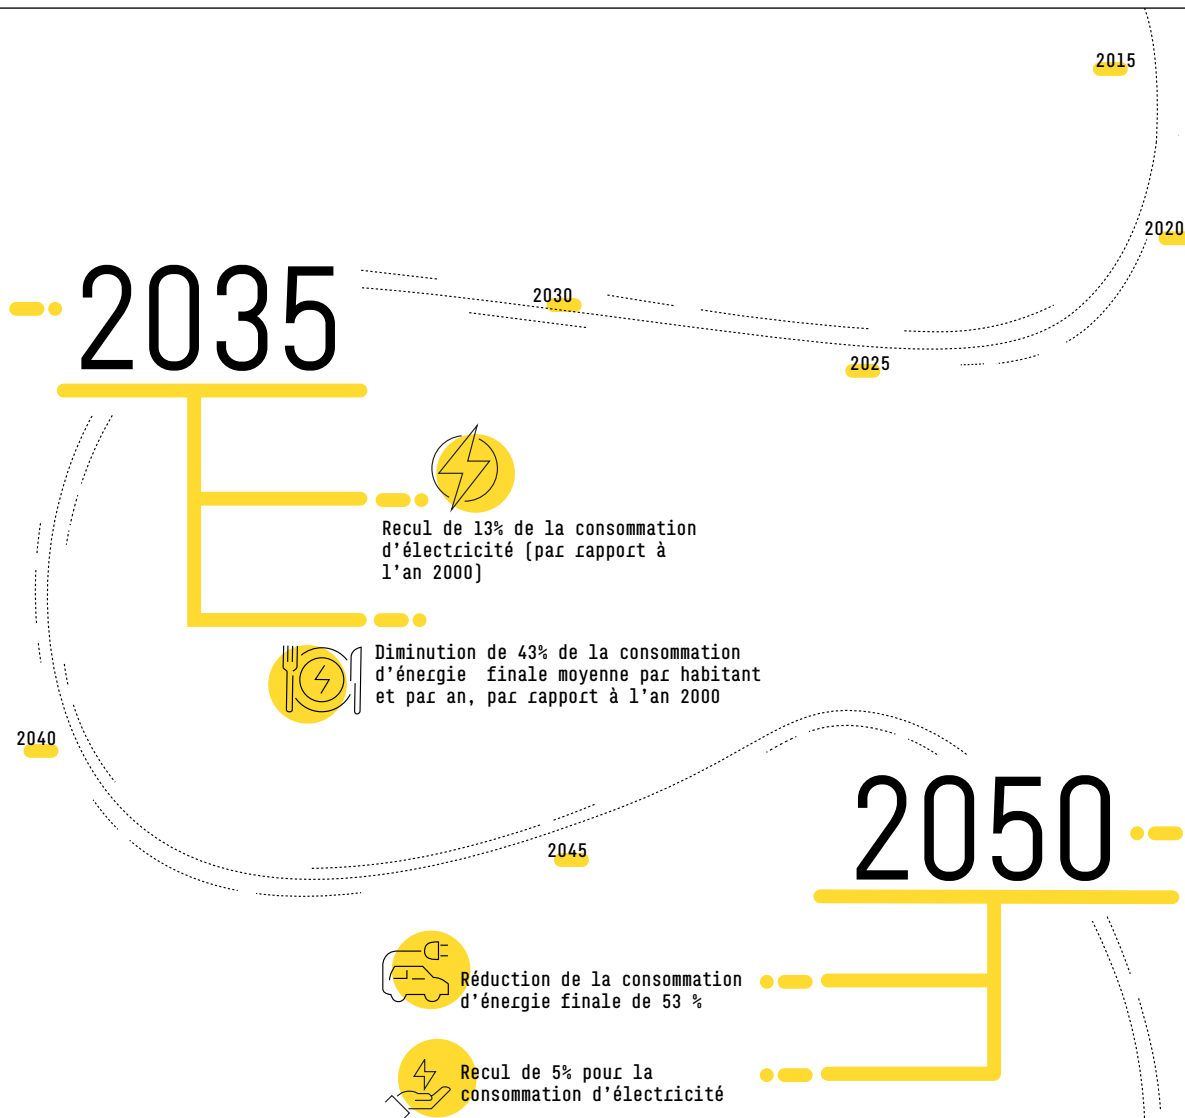 2015
2020
2030
2025
2035
Recul de 13% de la consommation
d'électricité (par rapport à
l'an 2000)
Diminution de 43% de la consommation
d'énergie finale moyenne par habitant
et par an, par rapport à l'an 2000
2040
2045
2050
Réduction de la consommation
d'énergie finale de 53 %
Recul de 5% pour la
consommation d'électricité